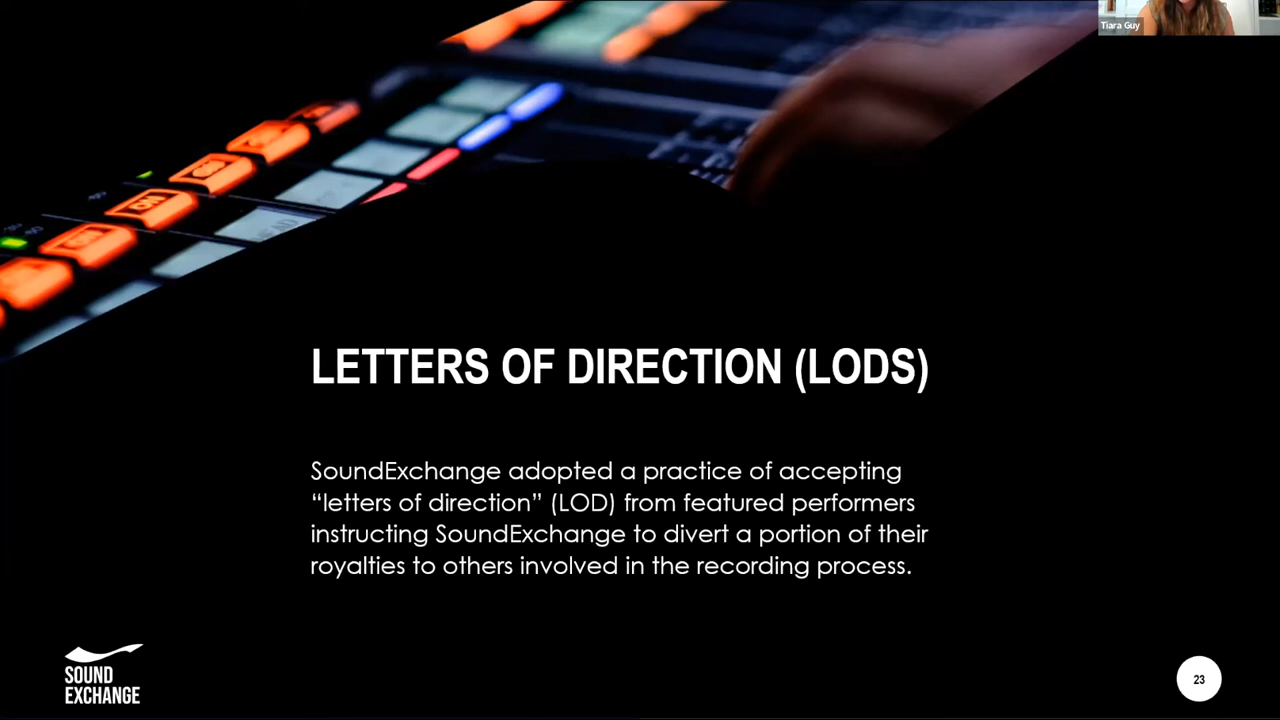 Tiara Guy
ON
LETTERS OF DIRECTION (LODS)
SoundExchange adopted a practice of accepting
“letters of direction” (LOD) from featured performers
instructing SoundExchange to divert a portion of their
royalties to others involved in the recording process.
SOUND
EXCHANGE
23